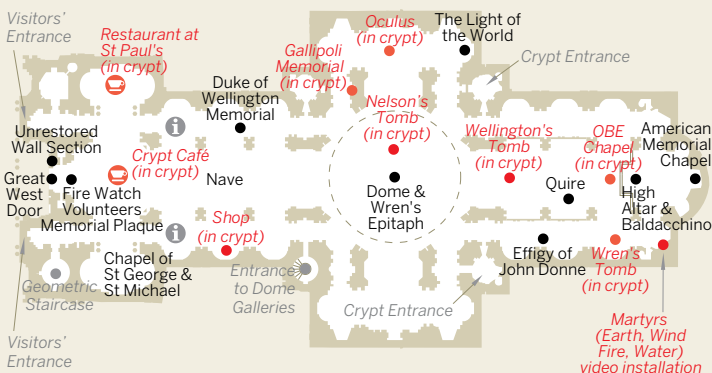 Visitors'
Entrance
Restaurant at
St Paul's
(in crypt)
Gallipoli
Memorial
(in crypt)
Oculus
(in crypt)
The Light of
the World
Crypt Entrance
Duke of
Wellington
Memorial
Nelson's
Tomb
(in crypt)
Wellington's
Tomb
(in crypt)
OBE
Chapel
(in crypt)
American
Memorial
Chapel
Unrestored
Wall Section
Great
West
Door
Fire Watch
Volunteers
Memorial Plaque
Crypt Café
(in crypt)
Nave
Dome &
Wren's
Epitaph
Quire
High
Altar &
Baldacchino
Shop
(in crypt)
Chapel of
St George &
St Michael
Geometric
Staircase
Entrance
to Dome
Galleries
Effigy of
John Donne
Wren's
Tomb
(in crypt)
Crypt Entrance
Visitors'
Entrance
Martyrs
(Earth, Wind
Fire, Water)
video installation